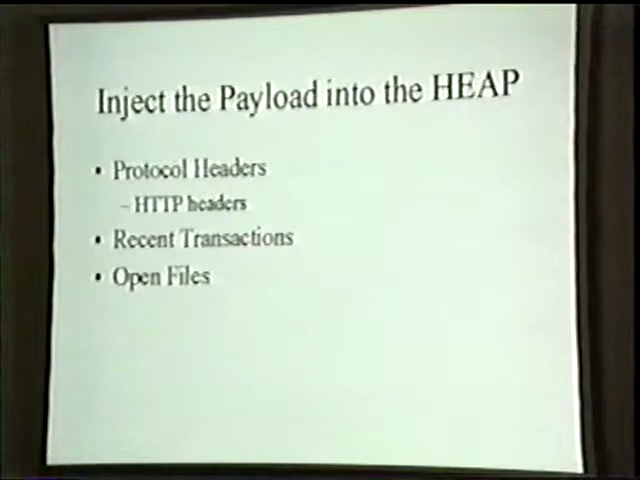 Inject the Payload into the HEAP
• Protocol Headers
– HTTP headers
• Recent Transactions
• Open Files